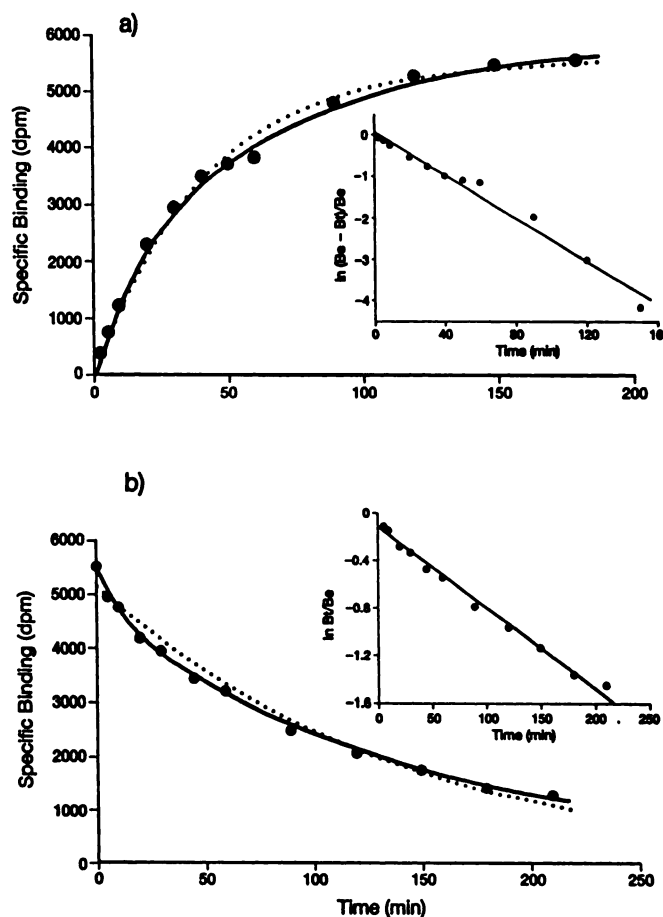 a)
Specific Binding (dpm)
6000
5000
4000
3000
2000
1000
0
0 50 100 150 200
ln (Be – Bt)/Be
0
-1
-2
-3
-4
0 40 80 120 16
Time (min)
b)
Specific Binding (dpm)
6000
5000
4000
3000
2000
1000
0
0 50 100 150 200 250
Time (min)
ln Bt/Be
0
-0.4
-0.8
-1.2
-1.6
0 50 100 150 200 250
Time (min)